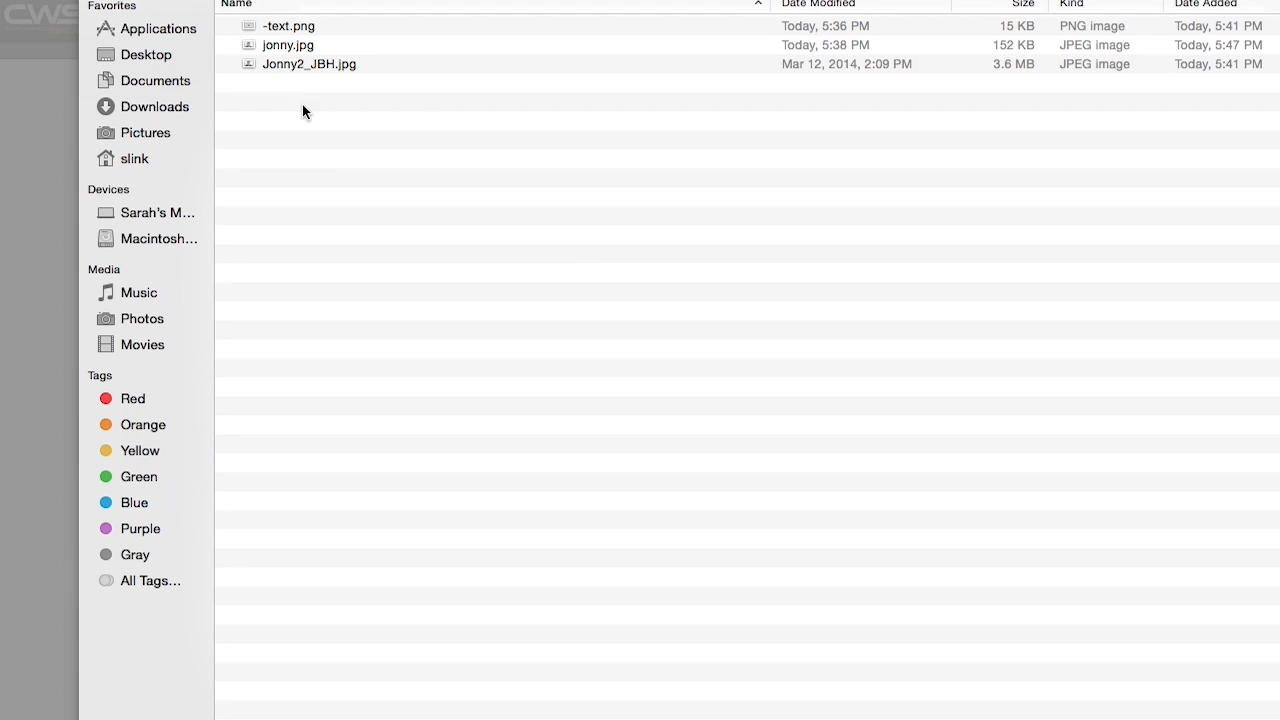 CWS
Favorites
Applications
Desktop
Documents
Downloads
Pictures
slink
Devices
Sarah's M...
Macintosh...
Media
Music
Photos
Movies
Tags
Red
Orange
Yellow
Green
Blue
Purple
Gray
All Tags...
Name Date Modified Size Kind Date Added
-text.png Today, 5:36 PM 15 KB PNG image Today, 5:41 PM
jonny.jpg Today, 5:38 PM 152 KB JPEG image Today, 5:47 PM
Jonny2_JBH.jpg Mar 12, 2014, 2:09 PM 3.6 MB JPEG image Today, 5:41 PM